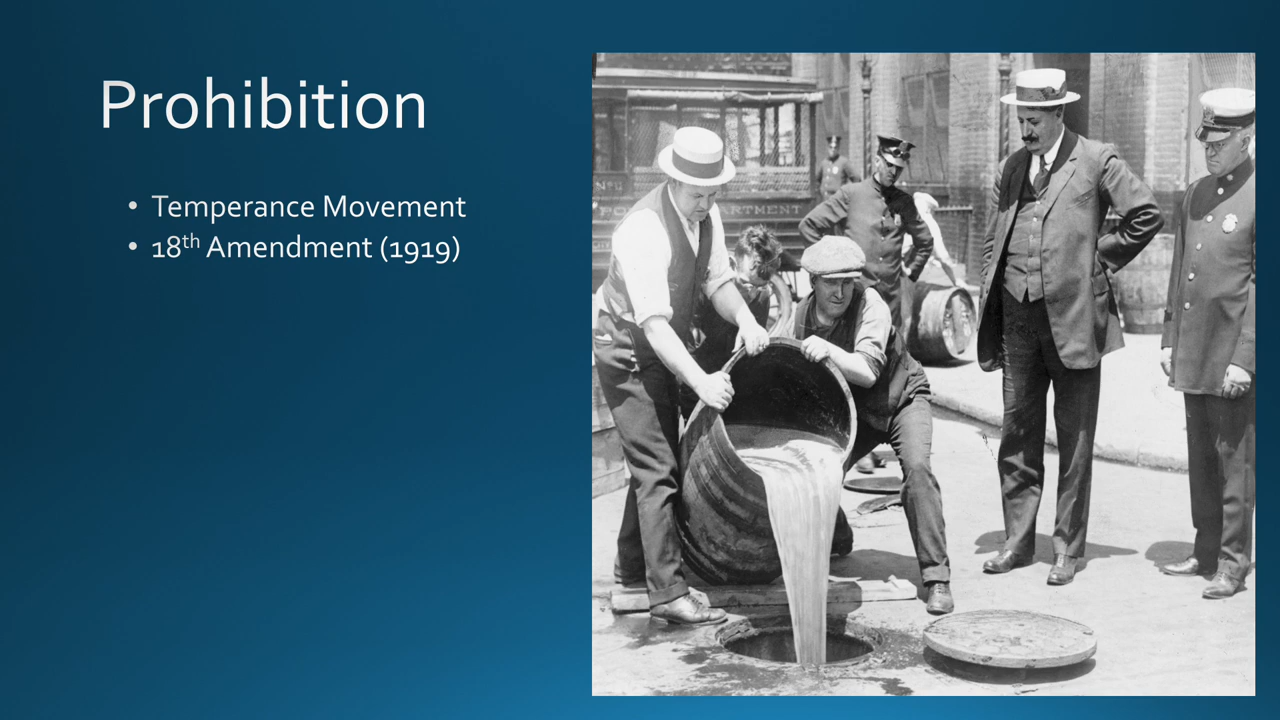 Prohibition
• Temperance Movement
• 18th Amendment (1919)